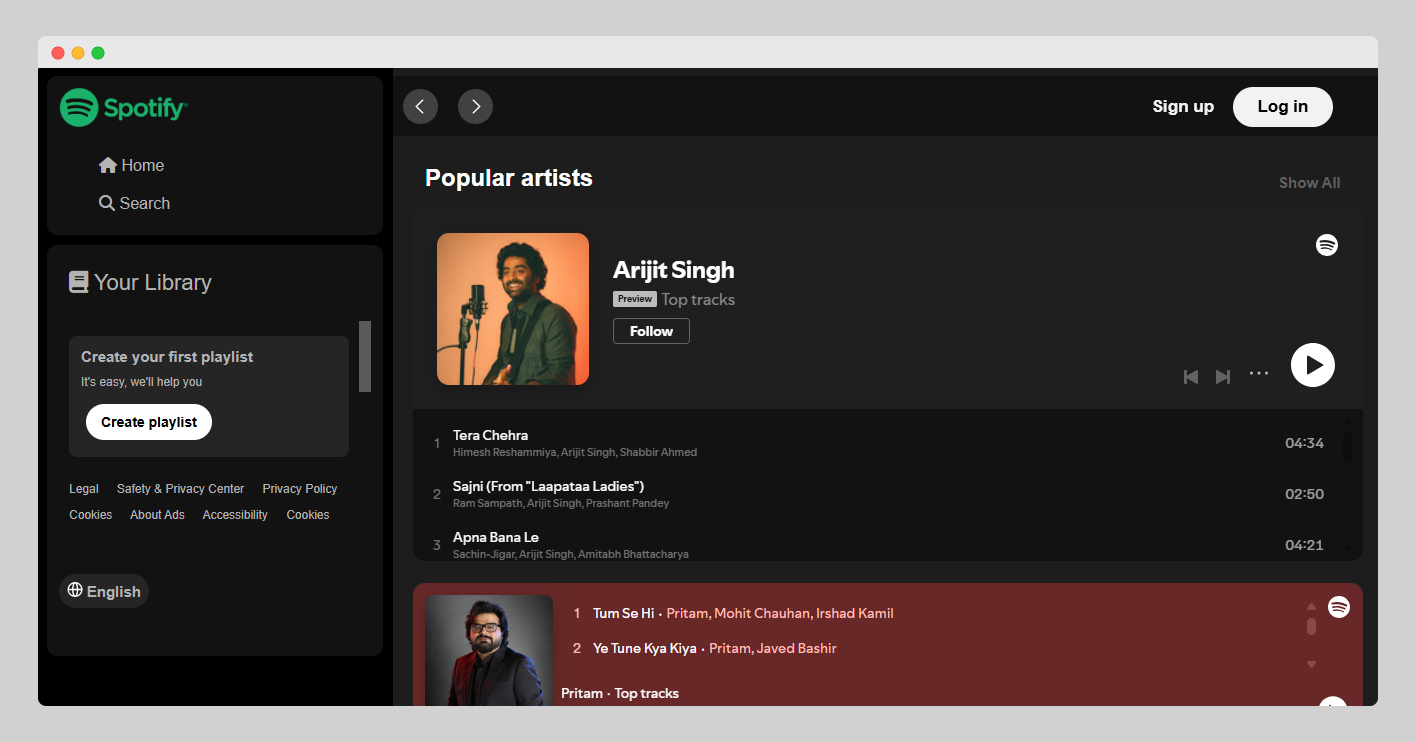 Spotify
Home
Search
Your Library
Create your first playlist
It's easy, we'll help you
Create playlist
Legal Safety & Privacy Center Privacy Policy
Cookies About Ads Accessibility Cookies
English
Sign up Log in
Popular artists
Show All
Arijit Singh
Preview Top tracks
Follow
1 Tera Chehra 04:34
Himesh Reshammiya, Arijit Singh, Shabbir Ahmed
2 Sajni (From "Laapataa Ladies") 02:50
Ram Sampath, Arijit Singh, Prashant Pandey
3 Apna Bana Le 04:21
Sachin-Jigar, Arijit Singh, Amitabh Bhattacharya
1 Tum Se Hi · Pritam, Mohit Chauhan, Irshad Kamil
2 Ye Tune Kya Kiya · Pritam, Javed Bashir
Pritam · Top tracks